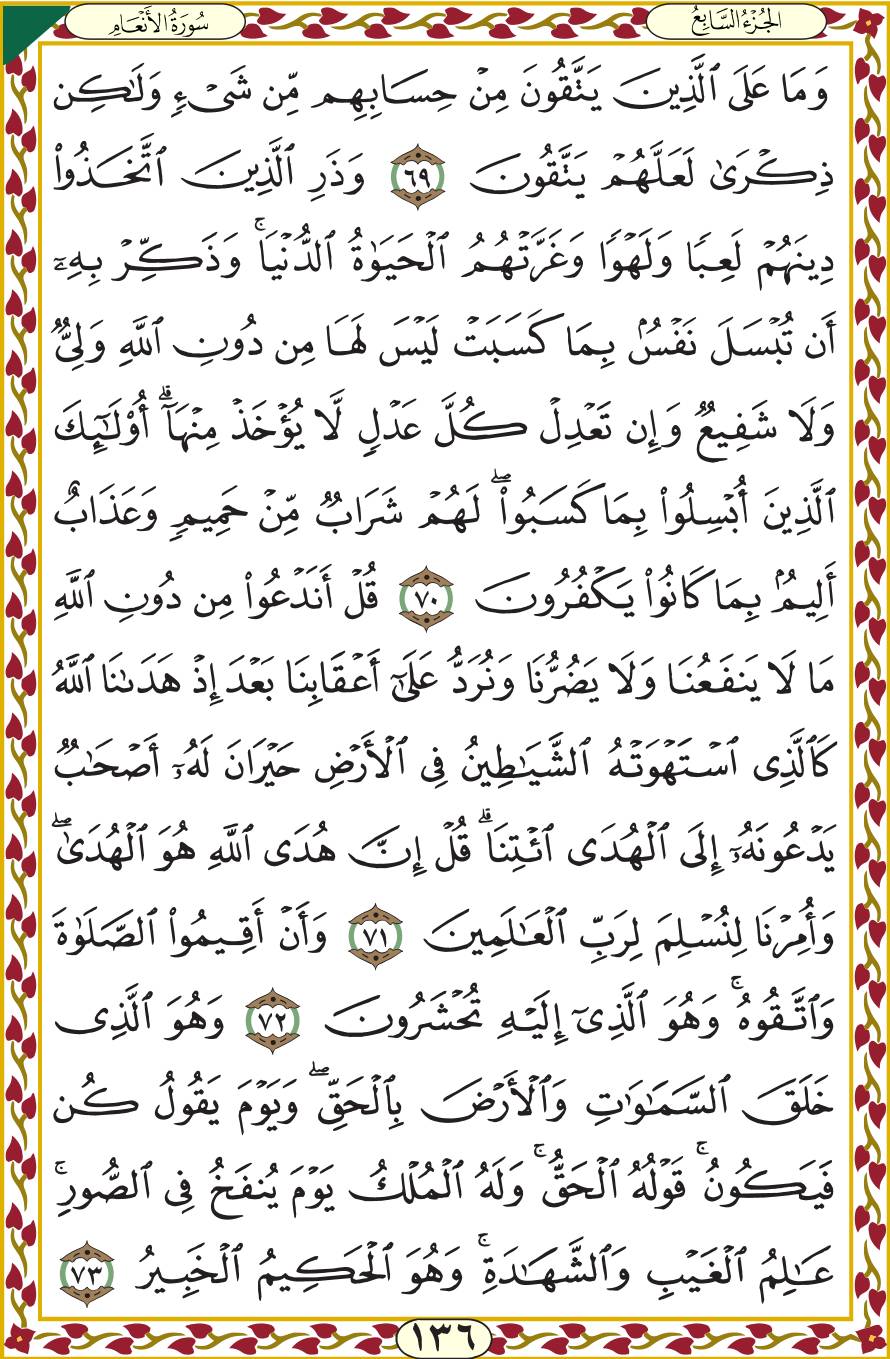 الجُزْءُ السَّابِعُ
سُورَةُ الأَنْعَامِ
وَمَا عَلَى ٱلَّذِينَ يَتَّقُونَ مِنْ حِسَابِهِم مِّن شَىْءٍ وَلَـٰكِن
ذِكْرَىٰ لَعَلَّهُمْ يَتَّقُونَ ٦٩ وَذَرِ ٱلَّذِينَ ٱتَّخَذُوا۟
دِينَهُمْ لَعِبًا وَلَهْوًا وَغَرَّتْهُمُ ٱلْحَيَوٰةُ ٱلدُّنْيَا ۚ وَذَكِّرْ بِهِۦٓ
أَن تُبْسَلَ نَفْسٌۢ بِمَا كَسَبَتْ لَيْسَ لَهَا مِن دُونِ ٱللَّهِ وَلِىٌّ
وَلَا شَفِيعٌ وَإِن تَعْدِلْ كُلَّ عَدْلٍ لَّا يُؤْخَذْ مِنْهَآ ۗ أُو۟لَـٰٓئِكَ
ٱلَّذِينَ أُبْسِلُوا۟ بِمَا كَسَبُوا۟ ۖ لَهُمْ شَرَابٌ مِّنْ حَمِيمٍ وَعَذَابٌ
أَلِيمٌۢ بِمَا كَانُوا۟ يَكْفُرُونَ ٧٠ قُلْ أَنَدْعُوا۟ مِن دُونِ ٱللَّهِ
مَا لَا يَنفَعُنَا وَلَا يَضُرُّنَا وَنُرَدُّ عَلَىٰٓ أَعْقَابِنَا بَعْدَ إِذْ هَدَىٰنَا ٱللَّهُ
كَٱلَّذِى ٱسْتَهْوَتْهُ ٱلشَّيَـٰطِينُ فِى ٱلْأَرْضِ حَيْرَانَ لَهُۥٓ أَصْحَـٰبٌ
يَدْعُونَهُۥٓ إِلَى ٱلْهُدَى ٱئْتِنَا ۗ قُلْ إِنَّ هُدَى ٱللَّهِ هُوَ ٱلْهُدَىٰ ۖ
وَأُمِرْنَا لِنُسْلِمَ لِرَبِّ ٱلْعَـٰلَمِينَ ٧١ وَأَنْ أَقِيمُوا۟ ٱلصَّلَوٰةَ
وَٱتَّقُوهُ ۚ وَهُوَ ٱلَّذِىٓ إِلَيْهِ تُحْشَرُونَ ٧٢ وَهُوَ ٱلَّذِى
خَلَقَ ٱلسَّمَـٰوَٰتِ وَٱلْأَرْضَ بِٱلْحَقِّ ۖ وَيَوْمَ يَقُولُ كُن
فَيَكُونُ ۚ قَوْلُهُ ٱلْحَقُّ ۚ وَلَهُ ٱلْمُلْكُ يَوْمَ يُنفَخُ فِى ٱلصُّورِ ۚ
عَـٰلِمُ ٱلْغَيْبِ وَٱلشَّهَـٰدَةِ ۚ وَهُوَ ٱلْحَكِيمُ ٱلْخَبِيرُ ٧٣
١٣٦